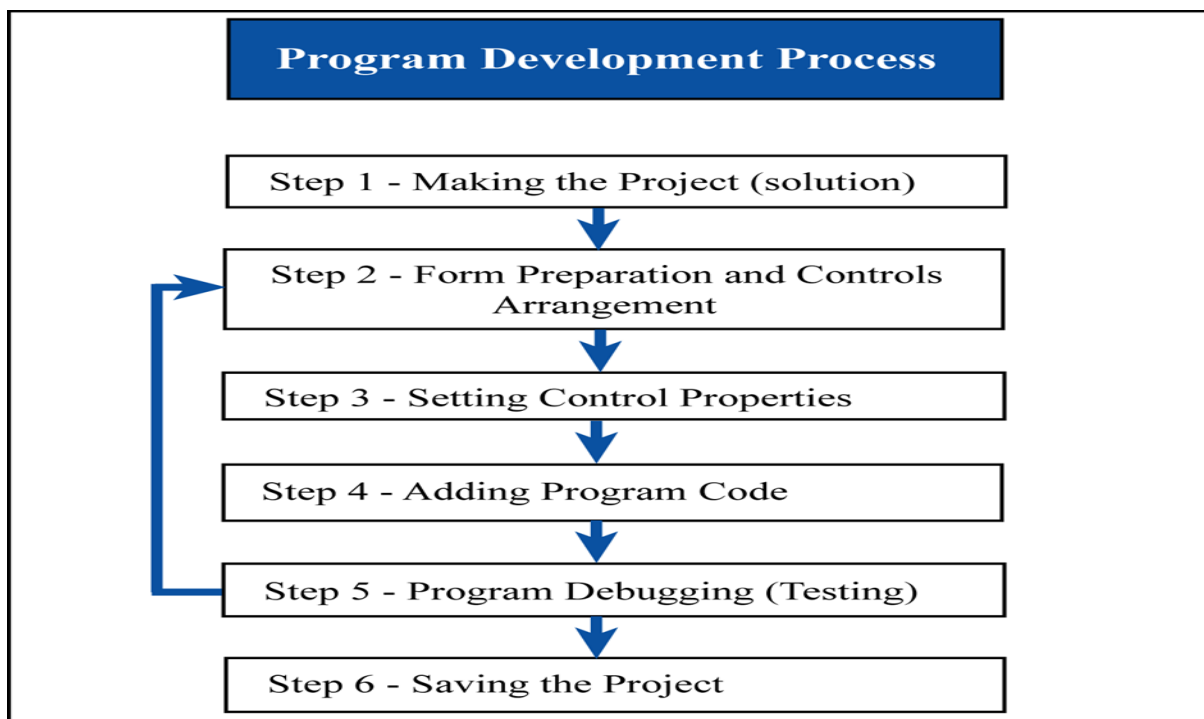 Program Development Process
Step 1 - Making the Project (solution)
Step 2 - Form Preparation and Controls
Arrangement
Step 3 - Setting Control Properties
Step 4 - Adding Program Code
Step 5 - Program Debugging (Testing)
Step 6 - Saving the Project